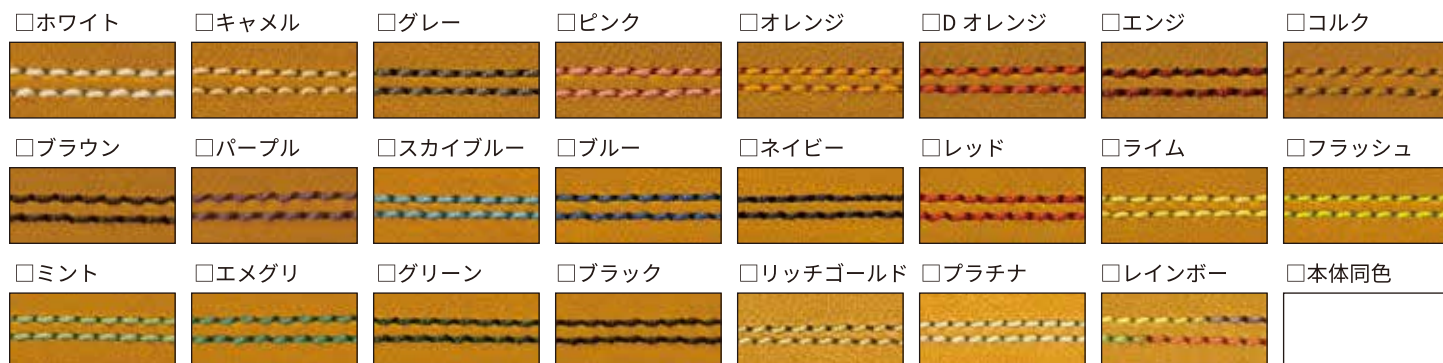 □ホワイト □キャメル □グレー □ピンク □オレンジ □D オレンジ □エンジ □コルク
□ブラウン □パープル □スカイブルー □ブルー □ネイビー □レッド □ライム □フラッシュ
□ミント □エメグリ □グリーン □ブラック □リッチゴールド □プラチナ □レインボー □本体同色